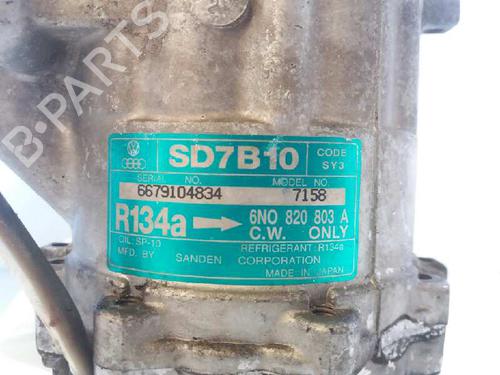 B-PARTS
SD7B10 CODE
SY3
SERIAL NO. MODEL NO.
6679104834 7158
R134a 6N0 820 803 A
C.W. ONLY
OIL:SP-10 REFRIGERANT:R134a
MFD. BY SANDEN CORPORATION
MADE IN JAPAN